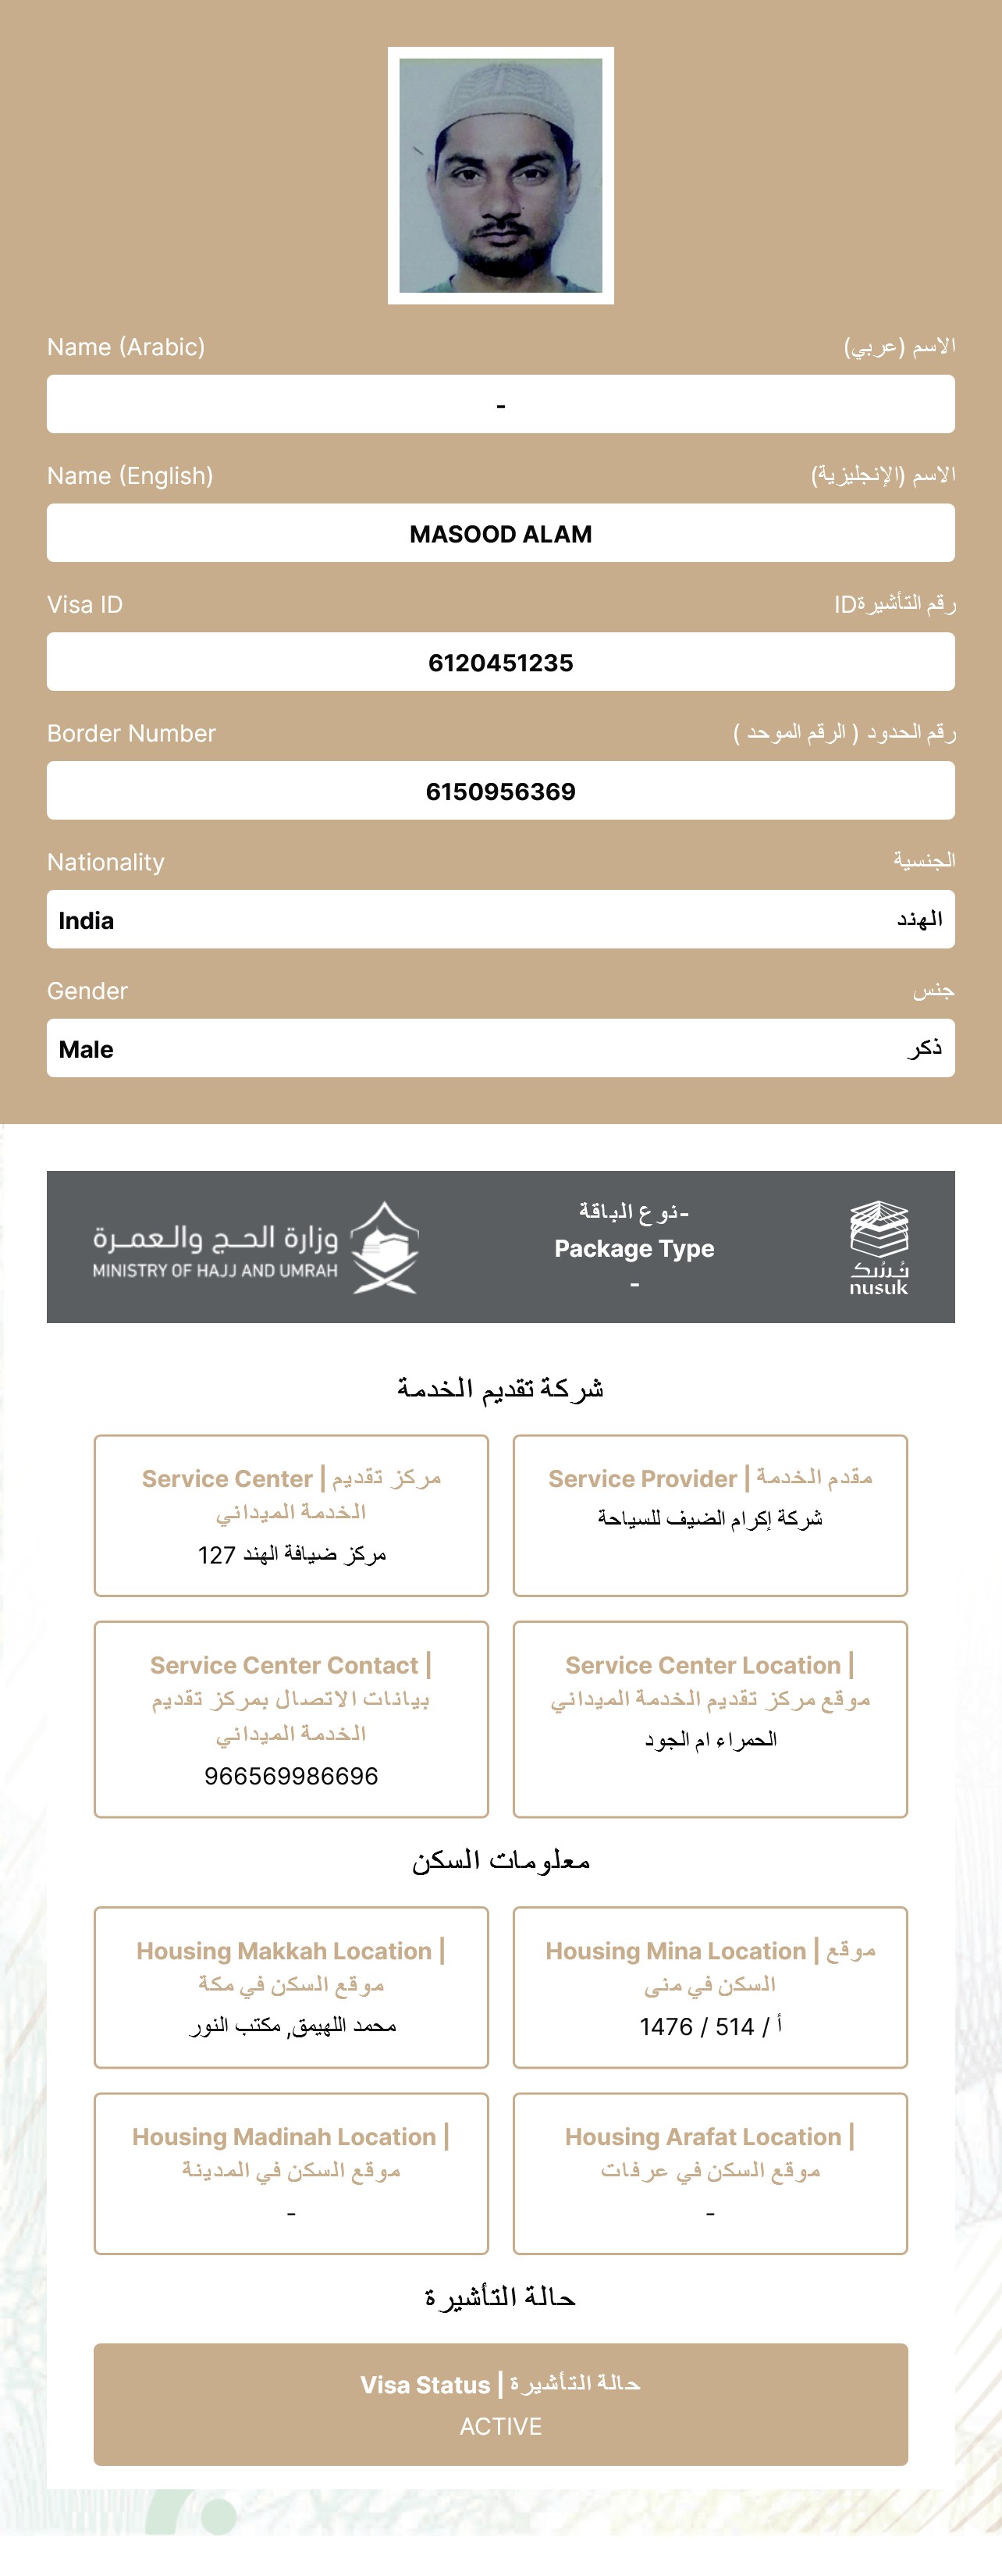 Name (Arabic) الاسم (عربي)
-
Name (English) الاسم (الإنجليزية)
MASOOD ALAM
Visa ID رقم التأشيرةID
6120451235
Border Number رقم الحدود ( الرقم الموحد )
6150956369
Nationality الجنسية
India الهند
Gender جنس
Male ذكر
وزارة الحج والعمرة
MINISTRY OF HAJJ AND UMRAH
-نوع الباقة
Package Type
-
نُسُك
nusuk
شركة تقديم الخدمة
Service Center | مركز تقديم
الخدمة الميداني
مركز ضيافة الهند 127
Service Provider | مقدم الخدمة
شركة إكرام الضيف للسياحة
Service Center Contact |
بيانات الاتصال بمركز تقديم
الخدمة الميداني
966569986696
Service Center Location |
موقع مركز تقديم الخدمة الميداني
الحمراء ام الجود
معلومات السكن
Housing Makkah Location |
موقع السكن في مكة
محمد اللهيمق, مكتب النور
Housing Mina Location | موقع
السكن في منى
أ / 514 / 1476
Housing Madinah Location |
موقع السكن في المدينة
-
Housing Arafat Location |
موقع السكن في عرفات
-
حالة التأشيرة
Visa Status | حالة التأشيرة
ACTIVE